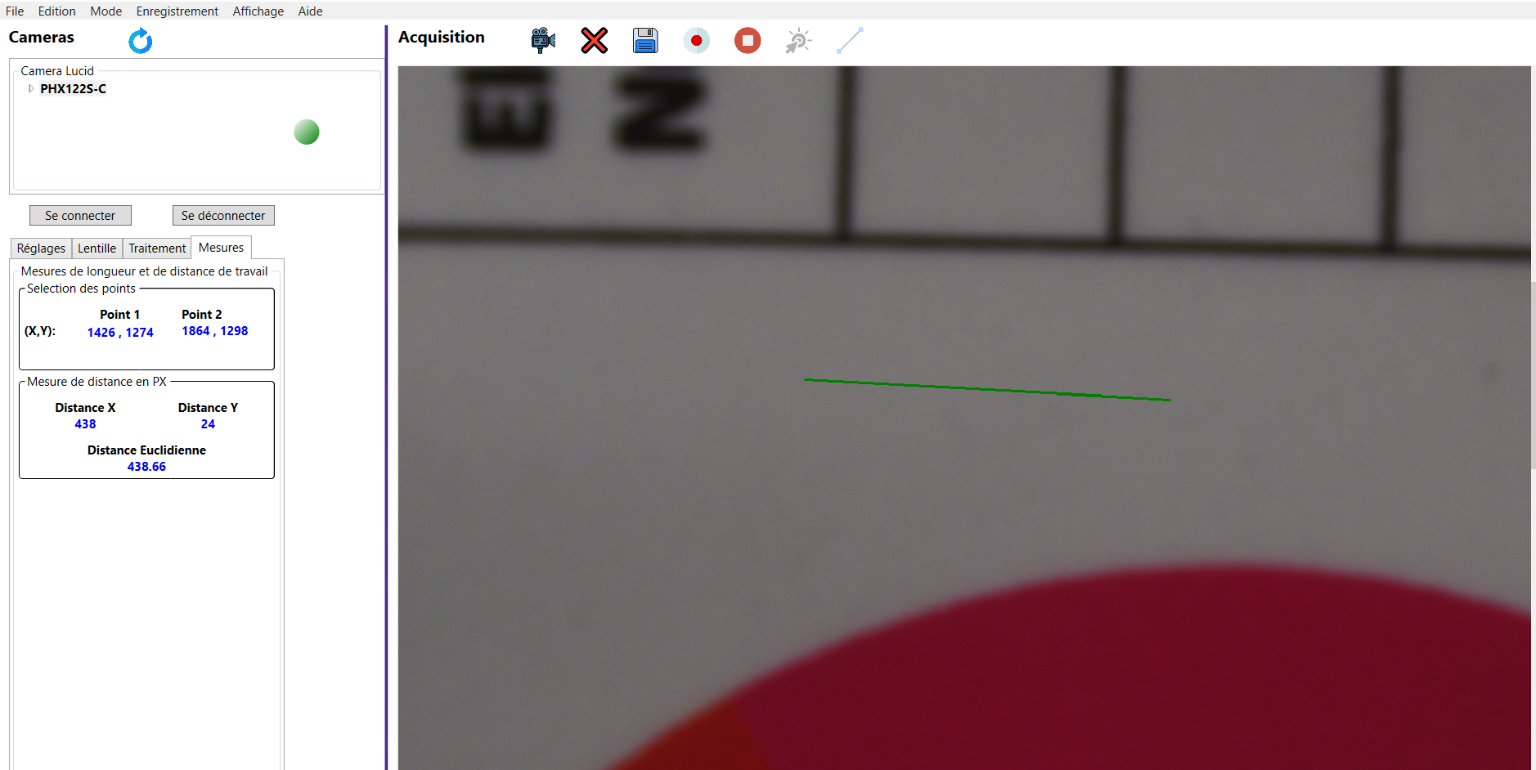 File Edition Mode Enregistrement Affichage Aide
Cameras
Acquisition
Camera Lucid
PHX122S-C
Se connecter Se déconnecter
Réglages Lentille Traitement Mesures
Mesures de longueur et de distance de travail
Selection des points
Point 1 Point 2
(X,Y): 1426 , 1274 1864 , 1298
Mesure de distance en PX
Distance X Distance Y
438 24
Distance Euclidienne
438.66